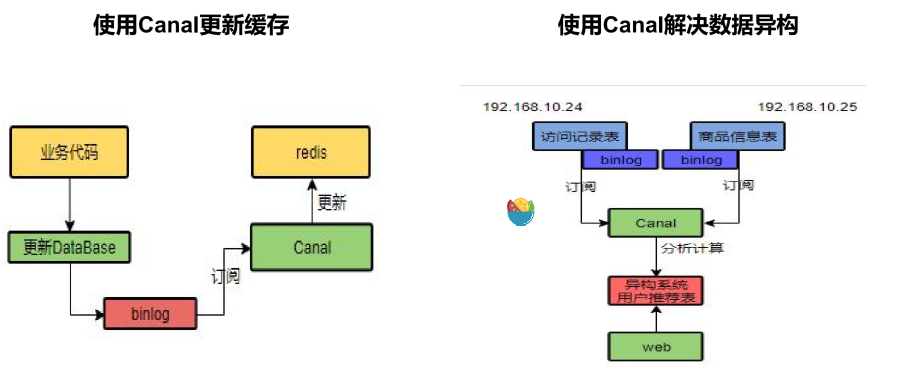 使用Canal更新缓存
业务代码
更新DataBase
binlog
订阅
Canal
更新
redis
使用Canal解决数据异构
192.168.10.24
192.168.10.25
访问记录表
商品信息表
binlog
binlog
订阅
订阅
Canal
分析计算
异构系统
用户推荐表
web